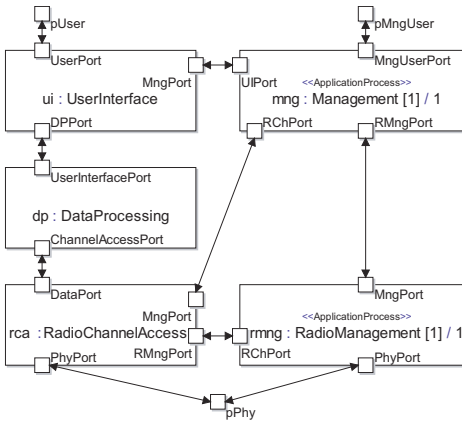 pUser
pMngUser
UserPort
MngUserPort
MngPort
UIPort
<<ApplicationProcess>>
ui : UserInterface
mng : Management [1] / 1
DPPort
RChPort
RMngPort
UserInterfacePort
dp : DataProcessing
ChannelAccessPort
DataPort
MngPort
MngPort
<<ApplicationProcess>>
rca : RadioChannelAccess
rmng : RadioManagement [1] / 1
PhyPort
RMngPort
RChPort
PhyPort
pPhy